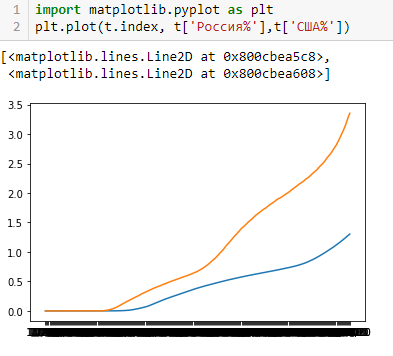 1 import matplotlib.pyplot as plt
2 plt.plot(t.index, t['Россия%'],t['США%'])
[<matplotlib.lines.Line2D at 0x800cbea5c8>,
<matplotlib.lines.Line2D at 0x800cbea608>]
3.5
3.0
2.5
2.0
1.5
1.0
0.5
0.0